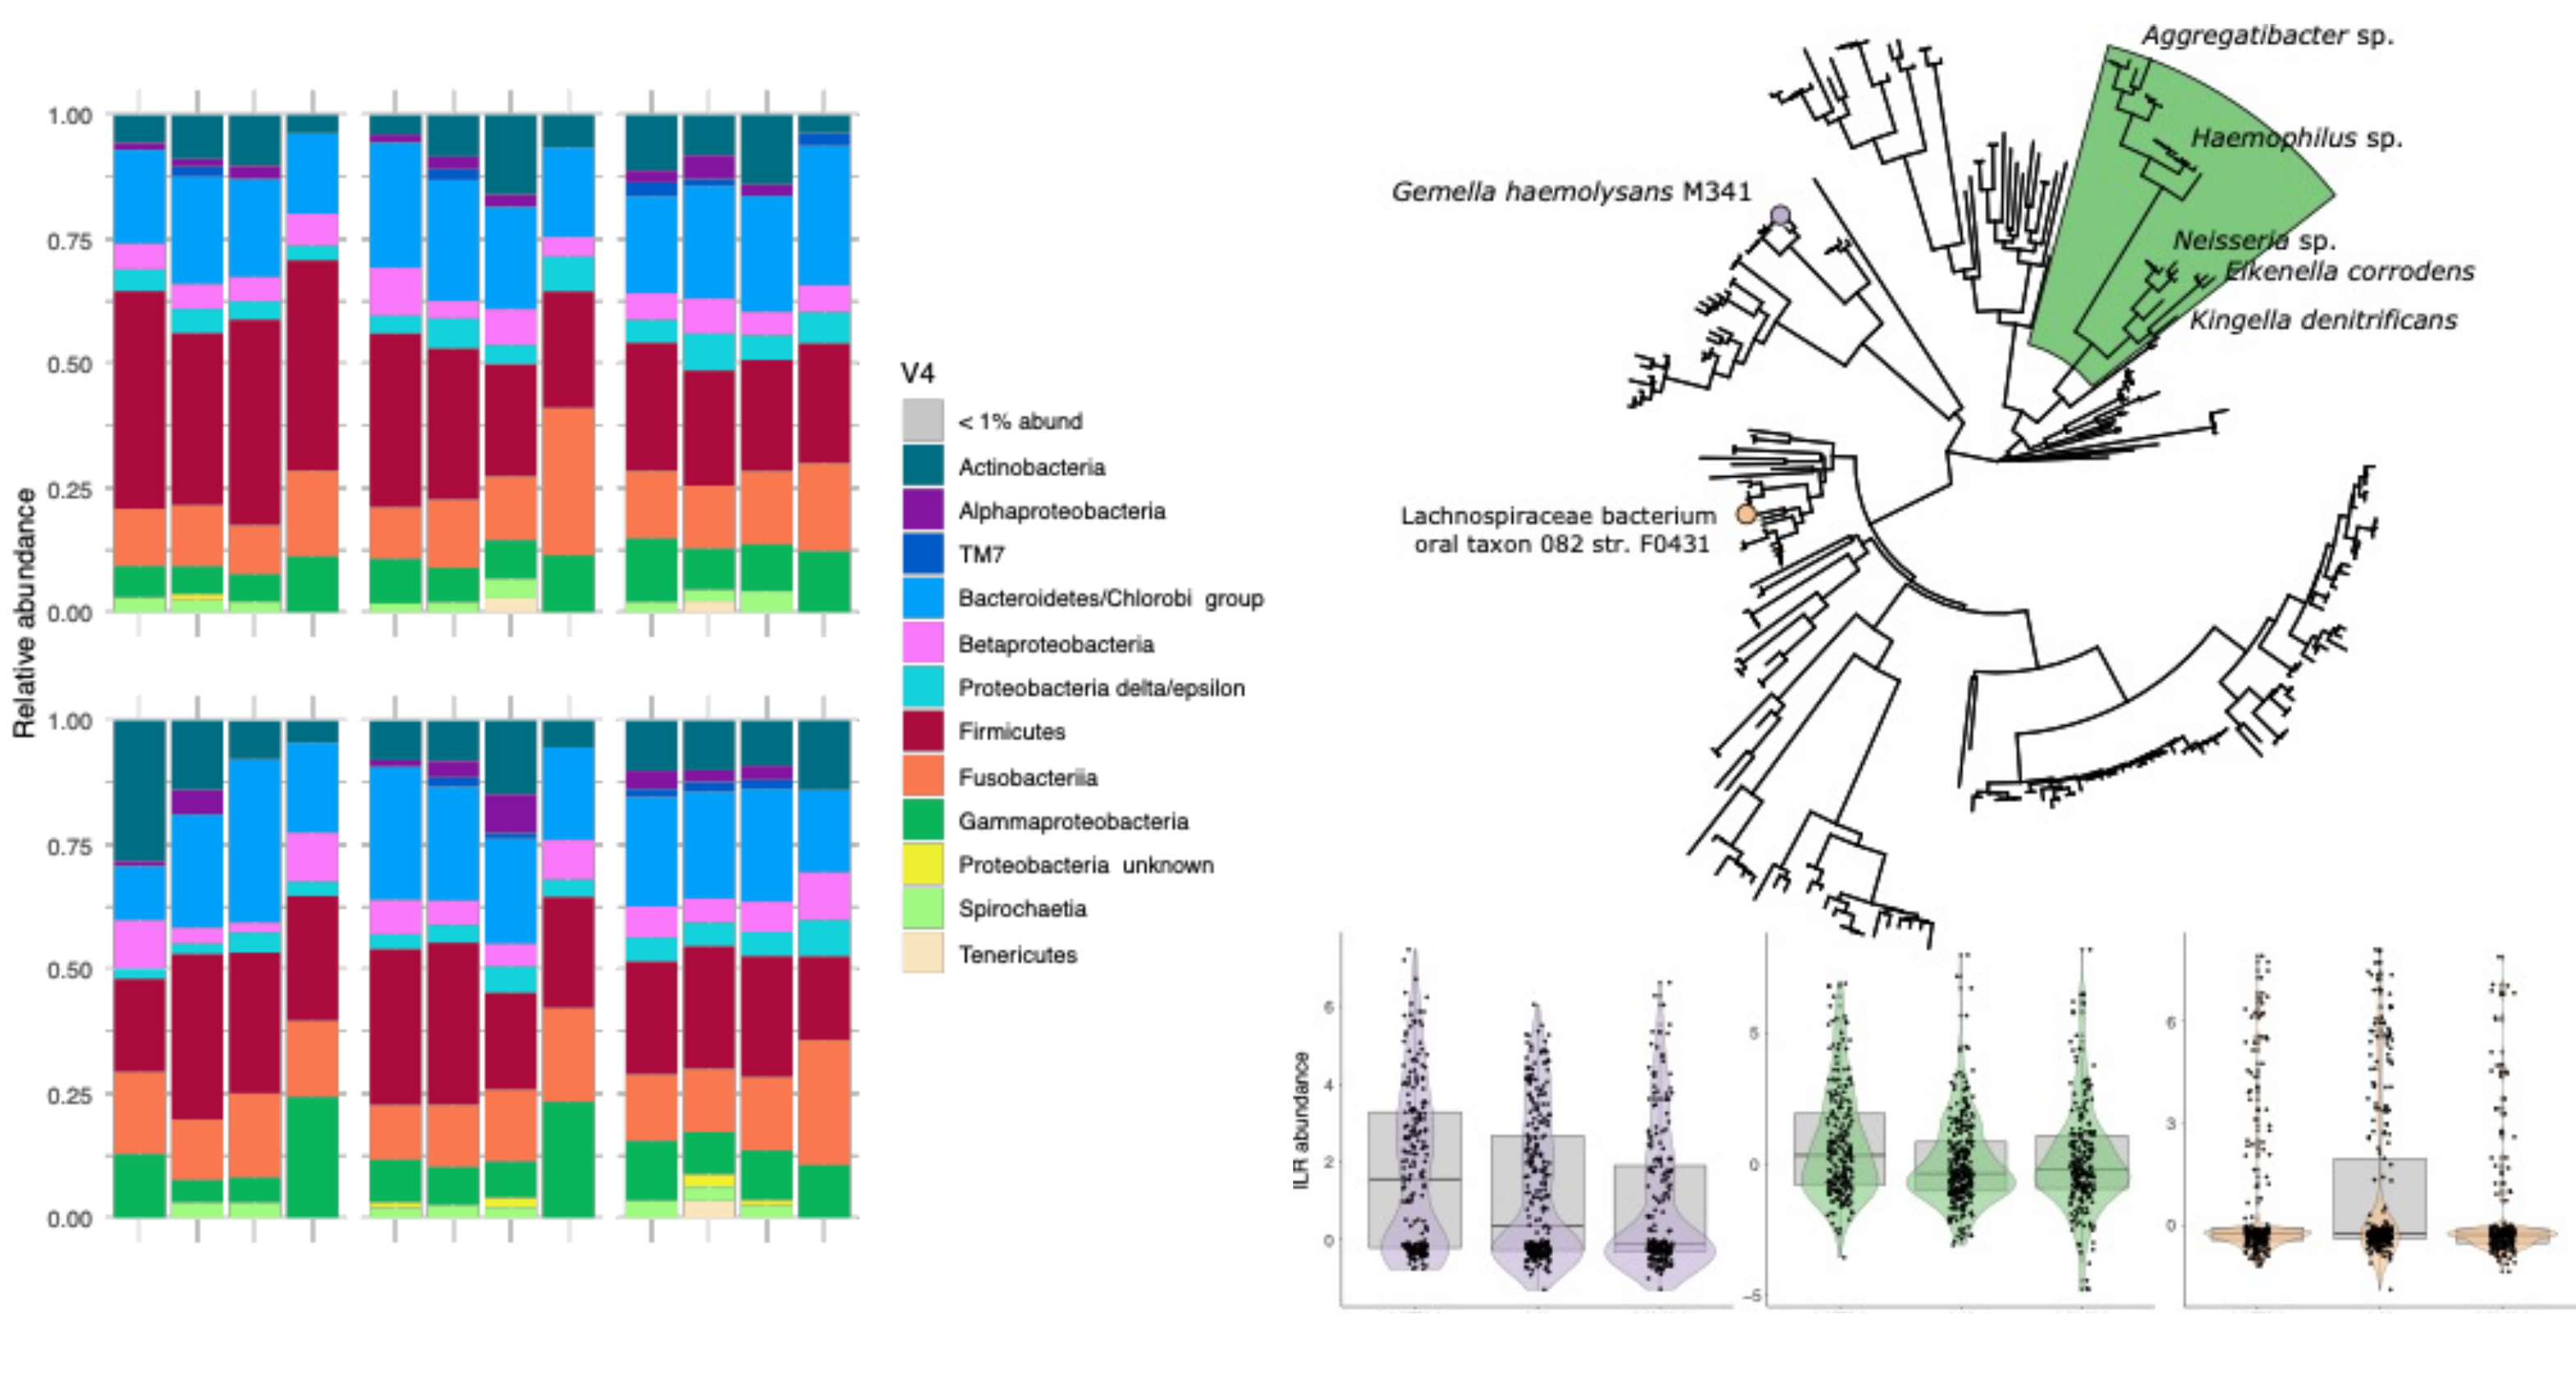 Relative abundance
1.00
0.75
0.50
0.25
0.00
1.00
0.75
0.50
0.25
0.00
V4
< 1% abund
Actinobacteria
Alphaproteobacteria
TM7
Bacteroidetes/Chlorobi group
Betaproteobacteria
Proteobacteria delta/epsilon
Firmicutes
Fusobacteriia
Gammaproteobacteria
Proteobacteria unknown
Spirochaetia
Tenericutes
Aggregatibacter sp.
Haemophilus sp.
Gemella haemolysans M341
Neisseria sp.
Eikenella corrodens
Kingella denitrificans
Lachnospiraceae bacterium
oral taxon 082 str. F0431
ILR abundance
6
4
2
0
5
0
-5
6
3
0